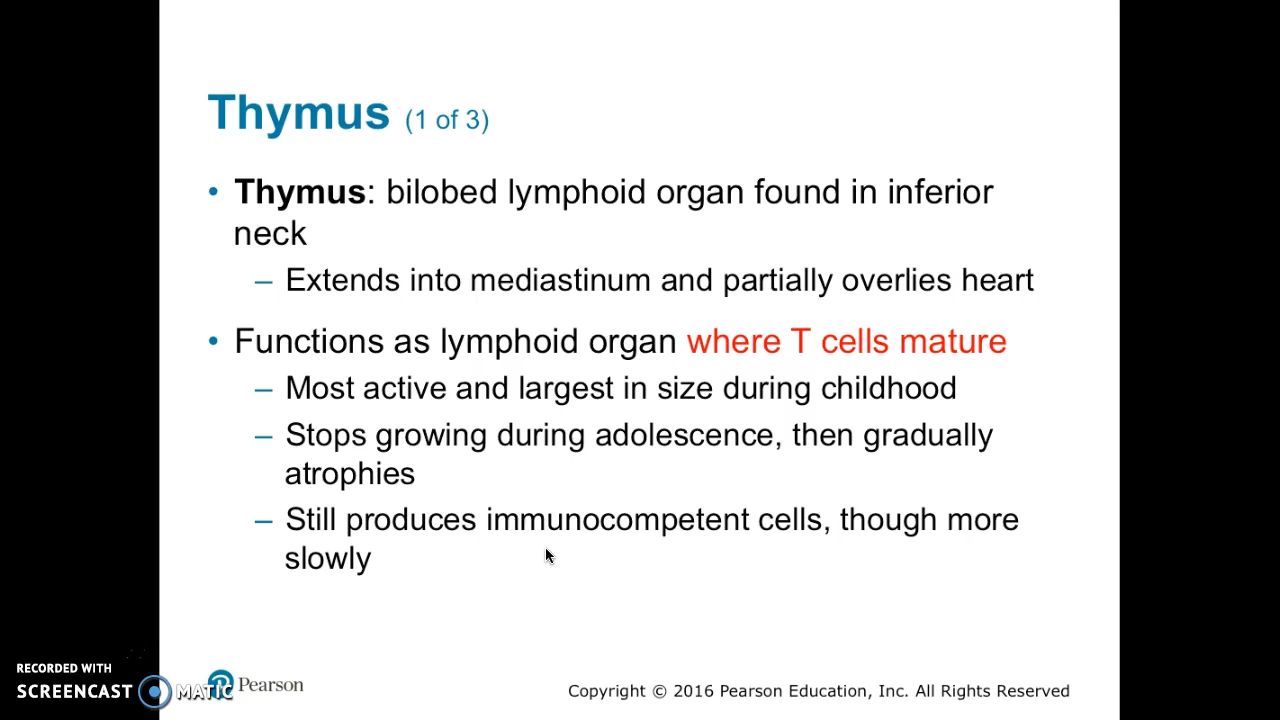 Thymus (1 of 3)
• Thymus: bilobed lymphoid organ found in inferior
neck
– Extends into mediastinum and partially overlies heart
• Functions as lymphoid organ where T cells mature
– Most active and largest in size during childhood
– Stops growing during adolescence, then gradually
atrophies
– Still produces immunocompetent cells, though more
slowly
RECORDED WITH
SCREENCAST MATIC
Pearson
Copyright © 2016 Pearson Education, Inc. All Rights Reserved